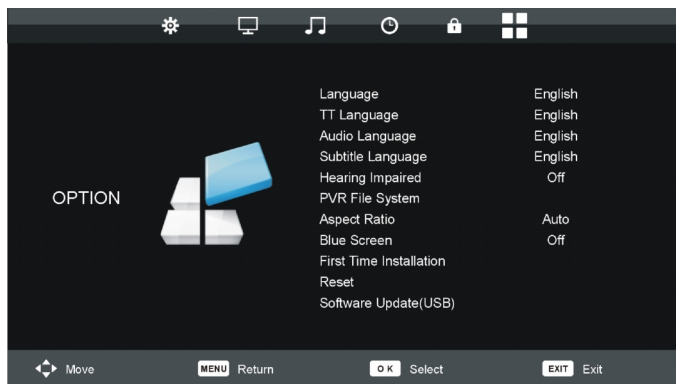 OPTION
Language English
TT Language English
Audio Language English
Subtitle Language English
Hearing Impaired Off
PVR File System
Aspect Ratio Auto
Blue Screen Off
First Time Installation
Reset
Software Update(USB)
Move MENU Return OK Select EXIT Exit